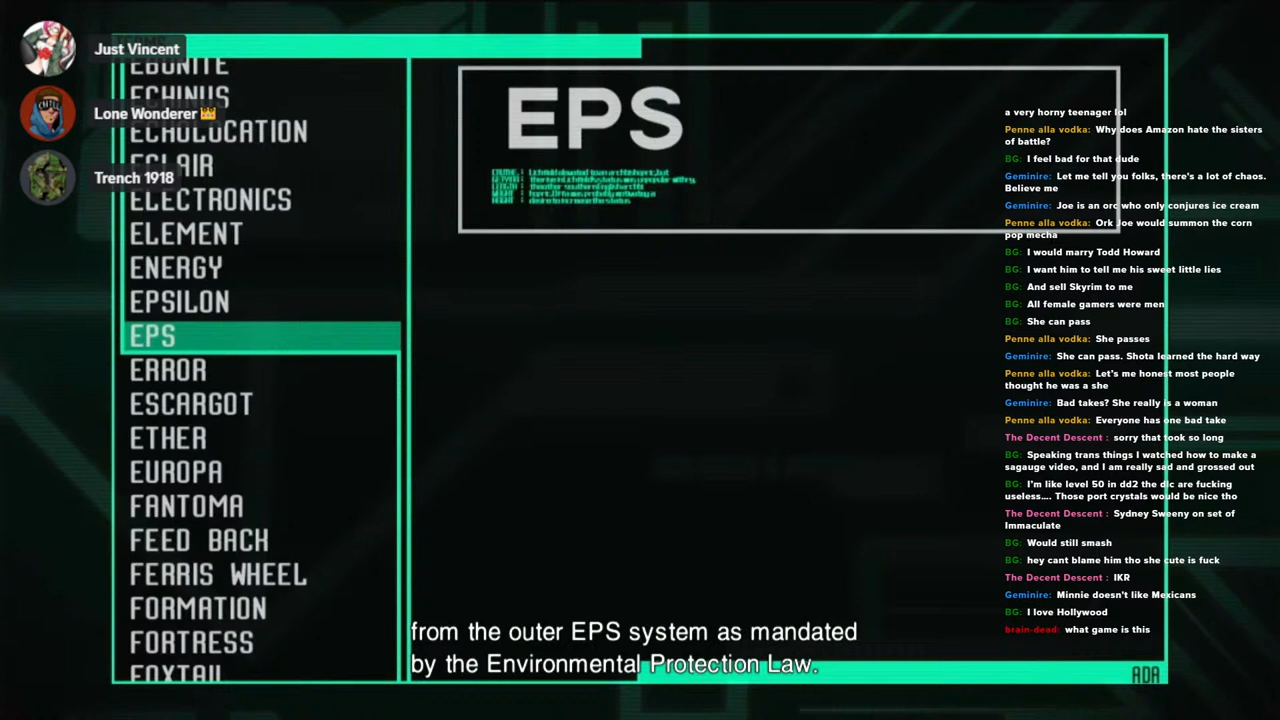 Just Vincent
Lone Wonderer
Trench 1918
EBONITE
ECHINUS
ECHOLOCATION
ECLAIR
ELECTRONICS
ELEMENT
ENERGY
EPSILON
EPS
ERROR
ESCARGOT
ETHER
EUROPA
FANTOMA
FEED BACK
FERRIS WHEEL
FORMATION
FORTRESS
FOXTAIL
EPS
from the outer EPS system as mandated
by the Environmental Protection Law.
ADA
a very horny teenager lol
Penne alla vodka: Why does Amazon hate the sisters
of battle?
BG: I feel bad for that dude
Geminire: Let me tell you folks, there's a lot of chaos.
Believe me
Geminire: Joe is an orc who only conjures ice cream
Penne alla vodka: Ork Joe would summon the corn
pop mecha
BG: I would marry Todd Howard
BG: I want him to tell me his sweet little lies
BG: And sell Skyrim to me
BG: All female gamers were men
BG: She can pass
Penne alla vodka: She passes
Geminire: She can pass. Shota learned the hard way
Penne alla vodka: Let's me honest most people
thought he was a she
Geminire: Bad takes? She really is a woman
Penne alla vodka: Everyone has one bad take
The Decent Descent : sorry that took so long
BG: Speaking trans things I watched how to make a
sagauge video, and I am really sad and grossed out
BG: I'm like level 50 in dd2 the dlc are fucking
useless.... Those port crystals would be nice tho
The Decent Descent : Sydney Sweeny on set of
Immaculate
BG: Would still smash
BG: hey cant blame him tho she cute is fuck
The Decent Descent : IKR
Geminire: Minnie doesn't like Mexicans
BG: I love Hollywood
brain-dead: what game is this